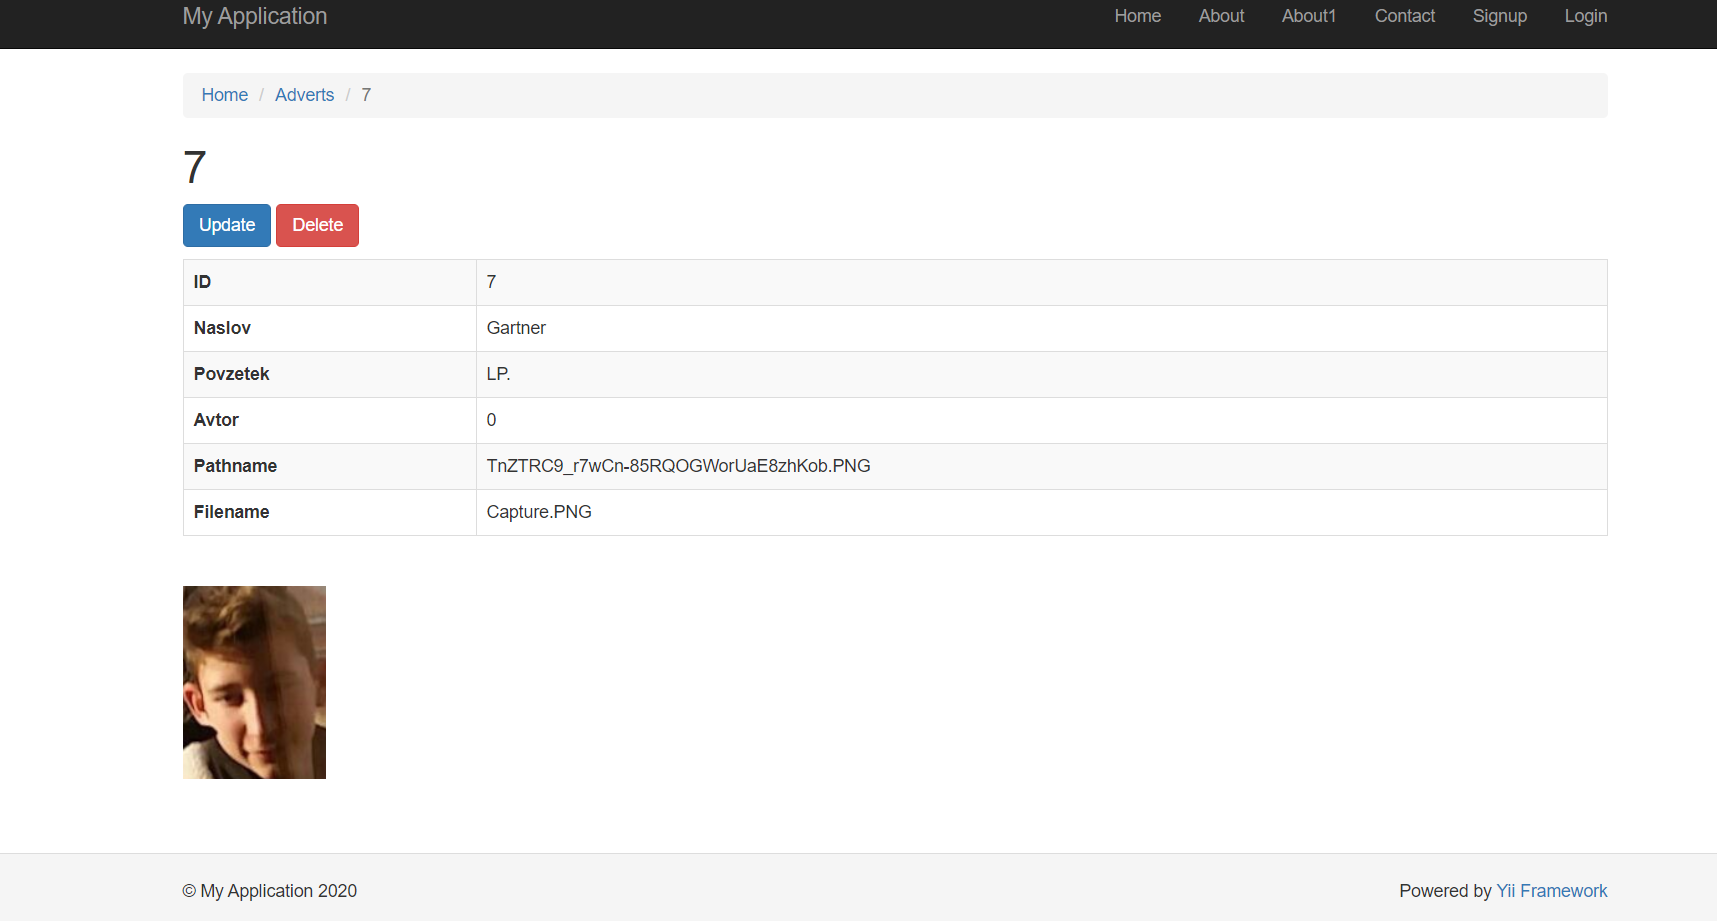 My Application Home About About1 Contact Signup Login
Home / Adverts / 7
7
Update Delete
ID 7
Naslov Gartner
Povzetek LP.
Avtor 0
Pathname TnZTRC9_r7wCn-85RQOGWorUaE8zhKob.PNG
Filename Capture.PNG
© My Application 2020 Powered by Yii Framework